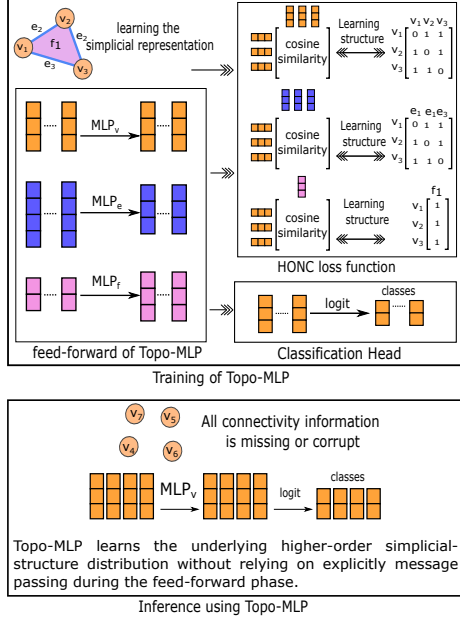 v2
e2
e2
v1
f1
e3
v3
learning the
simplicial representation
MLPv
MLPe
MLPf
feed-forward of Topo-MLP
cosine
similarity
Learning
structure
v1 v2 v3
v1 0 1 1
v2 1 0 1
v3 1 1 0
cosine
similarity
Learning
structure
e1 e1 e3
v1 0 1 1
v2 1 0 1
v3 1 1 0
cosine
similarity
Learning
structure
f1
v1 1
v2 1
v3 1
HONC loss function
logit
classes
Classification Head
Training of Topo-MLP
v7
v5
v4
v6
All connectivity information
is missing or corrupt
MLPv
logit
classes
Topo-MLP learns the underlying higher-order simplicial-
structure distribution without relying on explicitly message
passing during the feed-forward phase.
Inference using Topo-MLP